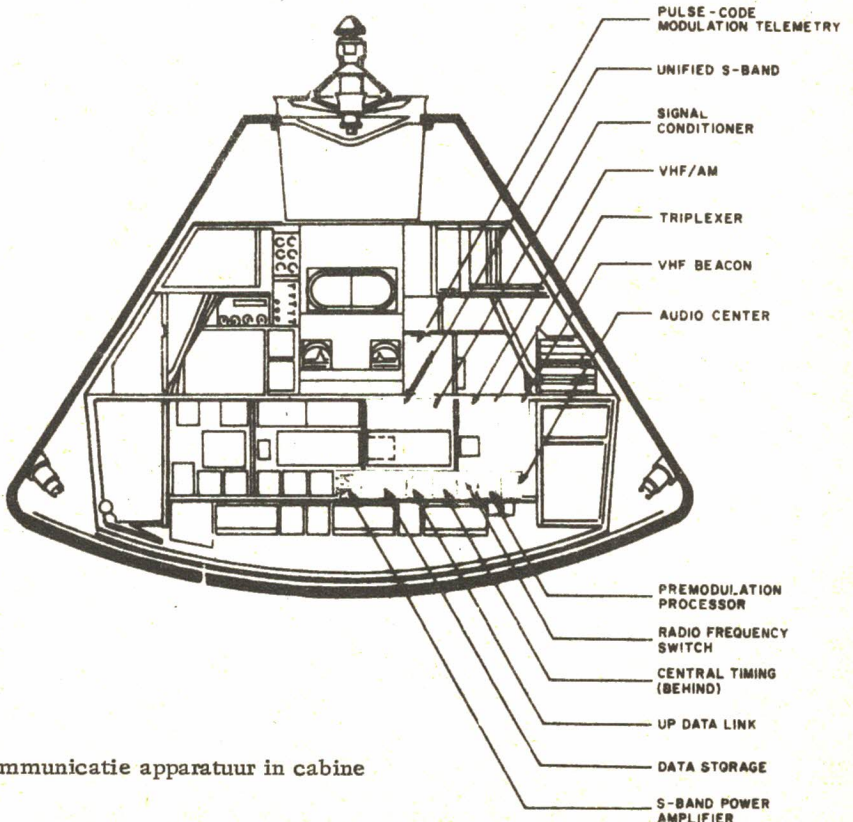 PULSE-CODE
MODULATION TELEMETRY
UNIFIED S-BAND
SIGNAL
CONDITIONER
VHF/AM
TRIPLEXER
VHF BEACON
AUDIO CENTER
PREMODULATION
PROCESSOR
RADIO FREQUENCY
SWITCH
CENTRAL TIMING
(BEHIND)
UP DATA LINK
mmunicatie apparatuur in cabine
DATA STORAGE
S-BAND POWER
AMPLIFIER